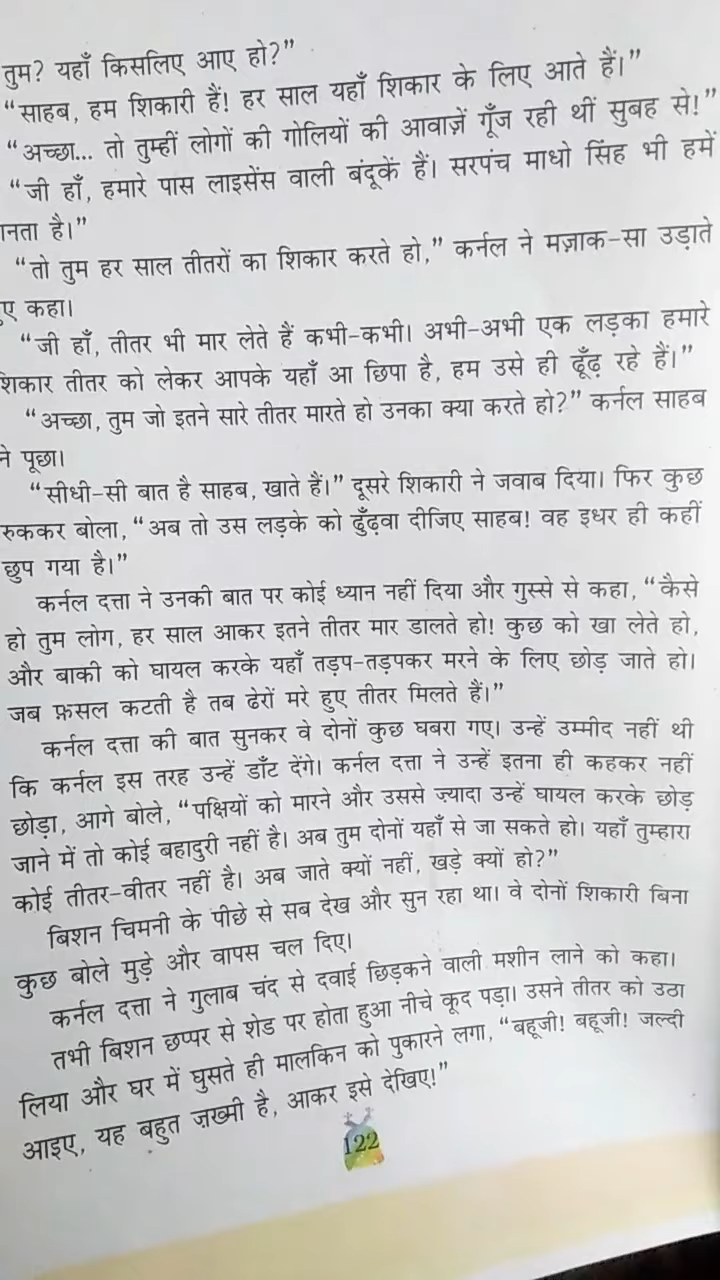 तुम? यहाँ किसलिए आए हो?”
“साहब, हम शिकारी हैं! हर साल यहाँ शिकार के लिए आते हैं।”
“अच्छा... तो तुम्हीं लोगों की गोलियों की आवाज़ें गूँज रही थीं सुबह से!”
“जी हाँ, हमारे पास लाइसेंस वाली बंदूकें हैं। सरपंच माधो सिंह भी हमें
नता है।”
“तो तुम हर साल तीतरों का शिकार करते हो,” कर्नल ने मज़ाक-सा उड़ाते
ए कहा।
“जी हाँ, तीतर भी मार लेते हैं कभी-कभी। अभी-अभी एक लड़का हमारे
शिकार तीतर को लेकर आपके यहाँ आ छिपा है, हम उसे ही ढूँढ़ रहे हैं।”
“अच्छा, तुम जो इतने सारे तीतर मारते हो उनका क्या करते हो?” कर्नल साहब
ने पूछा।
“सीधी-सी बात है साहब, खाते हैं।” दूसरे शिकारी ने जवाब दिया। फिर कुछ
रुककर बोला, “अब तो उस लड़के को ढुँढ़वा दीजिए साहब! वह इधर ही कहीं
छुप गया है।”
कर्नल दत्ता ने उनकी बात पर कोई ध्यान नहीं दिया और गुस्से से कहा, “कैसे
हो तुम लोग, हर साल आकर इतने तीतर मार डालते हो! कुछ को खा लेते हो,
और बाकी को घायल करके यहाँ तड़प-तड़पकर मरने के लिए छोड़ जाते हो।
जब फ़सल कटती है तब ढेरों मरे हुए तीतर मिलते हैं।”
कर्नल दत्ता की बात सुनकर वे दोनों कुछ घबरा गए। उन्हें उम्मीद नहीं थी
कि कर्नल इस तरह उन्हें डाँट देंगे। कर्नल दत्ता ने उन्हें इतना ही कहकर नहीं
छोड़ा, आगे बोले, “पक्षियों को मारने और उससे ज्यादा उन्हें घायल करके छोड़
जाने में तो कोई बहादुरी नहीं है। अब तुम दोनों यहाँ से जा सकते हो। यहाँ तुम्हारा
कोई तीतर-वीतर नहीं है। अब जाते क्यों नहीं, खड़े क्यों हो?”
बिशन चिमनी के पीछे से सब देख और सुन रहा था। वे दोनों शिकारी बिना
कुछ बोले मुड़े और वापस चल दिए।
कर्नल दत्ता ने गुलाब चंद से दवाई छिड़कने वाली मशीन लाने को कहा।
तभी बिशन छप्पर से शेड पर होता हुआ नीचे कूद पड़ा। उसने तीतर को उठा
लिया और घर में घुसते ही मालकिन को पुकारने लगा, “बहूजी! बहूजी! जल्दी
आइए, यह बहुत ज़ख्मी है, आकर इसे देखिए!”
122